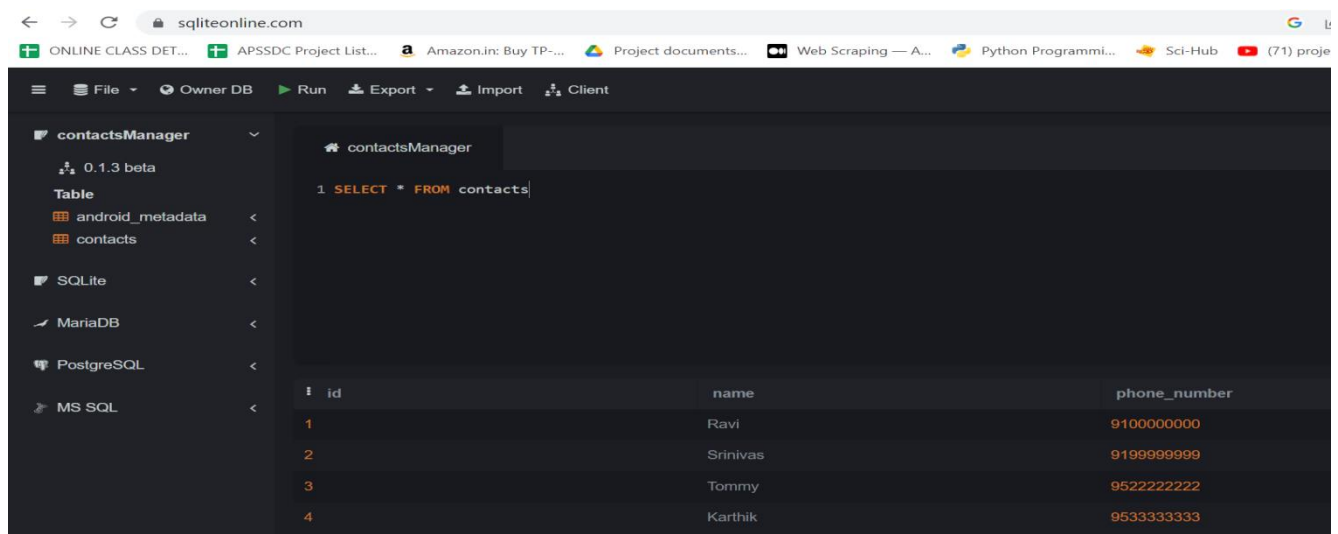 sqliteonline.com
ONLINE CLASS DET... APSSDC Project List... Amazon.in: Buy TP-... Project documents... Web Scraping — A... Python Programmi... Sci-Hub (71) proje
File Owner DB Run Export Import Client
contactsManager
0.1.3 beta
Table
android_metadata
contacts
SQLite
MariaDB
PostgreSQL
MS SQL
contactsManager
1 SELECT * FROM contacts
id name phone_number
1 Ravi 9100000000
2 Srinivas 9199999999
3 Tommy 9522222222
4 Karthik 9533333333